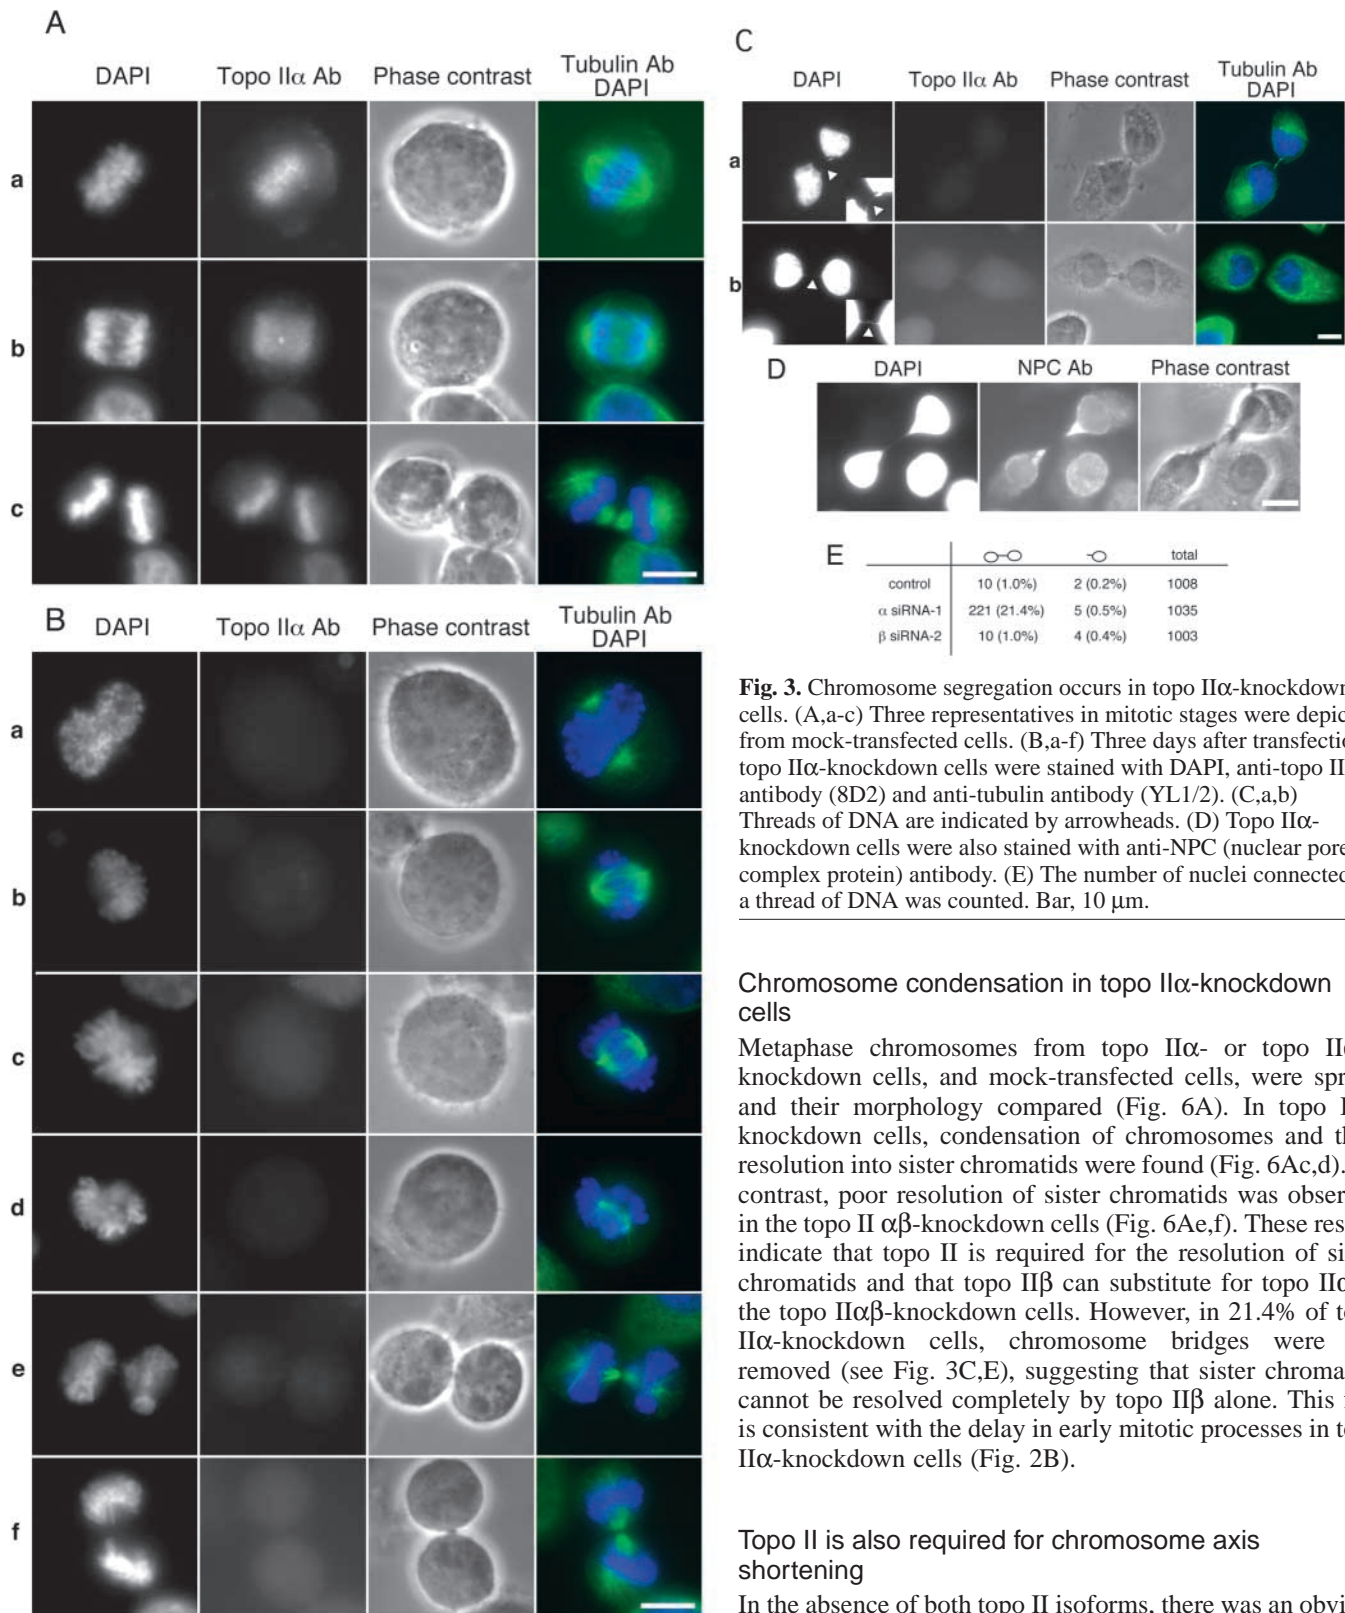 A
DAPI Topo IIα Ab Phase contrast Tubulin Ab DAPI
a
b
c
B
DAPI Topo IIα Ab Phase contrast Tubulin Ab DAPI
a
b
c
d
e
f
C
DAPI Topo IIα Ab Phase contrast Tubulin Ab DAPI
a
b
D
DAPI NPC Ab Phase contrast
E
total
control 10 (1.0%) 2 (0.2%) 1008
α siRNA-1 221 (21.4%) 5 (0.5%) 1035
β siRNA-2 10 (1.0%) 4 (0.4%) 1003
Fig. 3. Chromosome segregation occurs in topo IIα-knockdown
cells. (A,a-c) Three representatives in mitotic stages were depic
from mock-transfected cells. (B,a-f) Three days after transfectio
topo IIα-knockdown cells were stained with DAPI, anti-topo II
antibody (8D2) and anti-tubulin antibody (YL1/2). (C,a,b)
Threads of DNA are indicated by arrowheads. (D) Topo IIα-
knockdown cells were also stained with anti-NPC (nuclear pore
complex protein) antibody. (E) The number of nuclei connected
a thread of DNA was counted. Bar, 10 μm.
Chromosome condensation in topo IIα-knockdown
cells
Metaphase chromosomes from topo IIα- or topo IIα
knockdown cells, and mock-transfected cells, were spr
and their morphology compared (Fig. 6A). In topo I
knockdown cells, condensation of chromosomes and th
resolution into sister chromatids were found (Fig. 6Ac,d).
contrast, poor resolution of sister chromatids was obser
in the topo II αβ-knockdown cells (Fig. 6Ae,f). These res
indicate that topo II is required for the resolution of si
chromatids and that topo IIβ can substitute for topo IIα
the topo IIαβ-knockdown cells. However, in 21.4% of t
IIα-knockdown cells, chromosome bridges were
removed (see Fig. 3C,E), suggesting that sister chroma
cannot be resolved completely by topo IIβ alone. This
is consistent with the delay in early mitotic processes in t
IIα-knockdown cells (Fig. 2B).
Topo II is also required for chromosome axis
shortening
In the absence of both topo II isoforms, there was an obvi